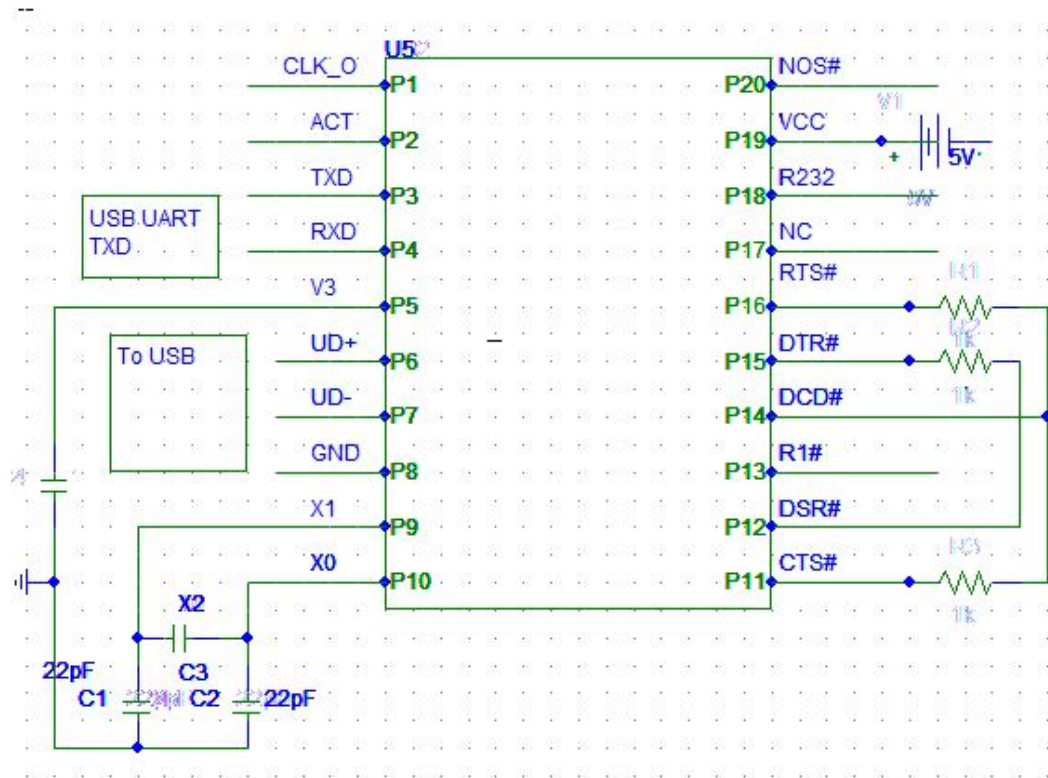 --
U5
CLK_O
P1
P20
NOS#
ACT
P2
P19
VCC
V1
+
5V
TXD
P3
P18
R232
USB UART
TXD
RXD
P4
P17
NC
V3
P5
P16
RTS#
R1
1k
To USB
UD+
P6
P15
DTR#
1k
UD-
P7
P14
DCD#
GND
P8
P13
R1#
X1
P9
P12
DSR#
X0
P10
P11
CTS#
1k
X2
C3
22pF
C1
C2
22pF